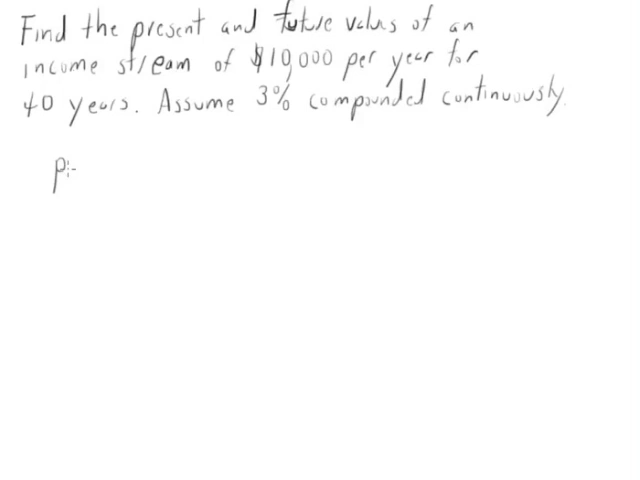 Find the present and future values of an
income stream of $10,000 per year for
40 years. Assume 3% compounded continuously.
P